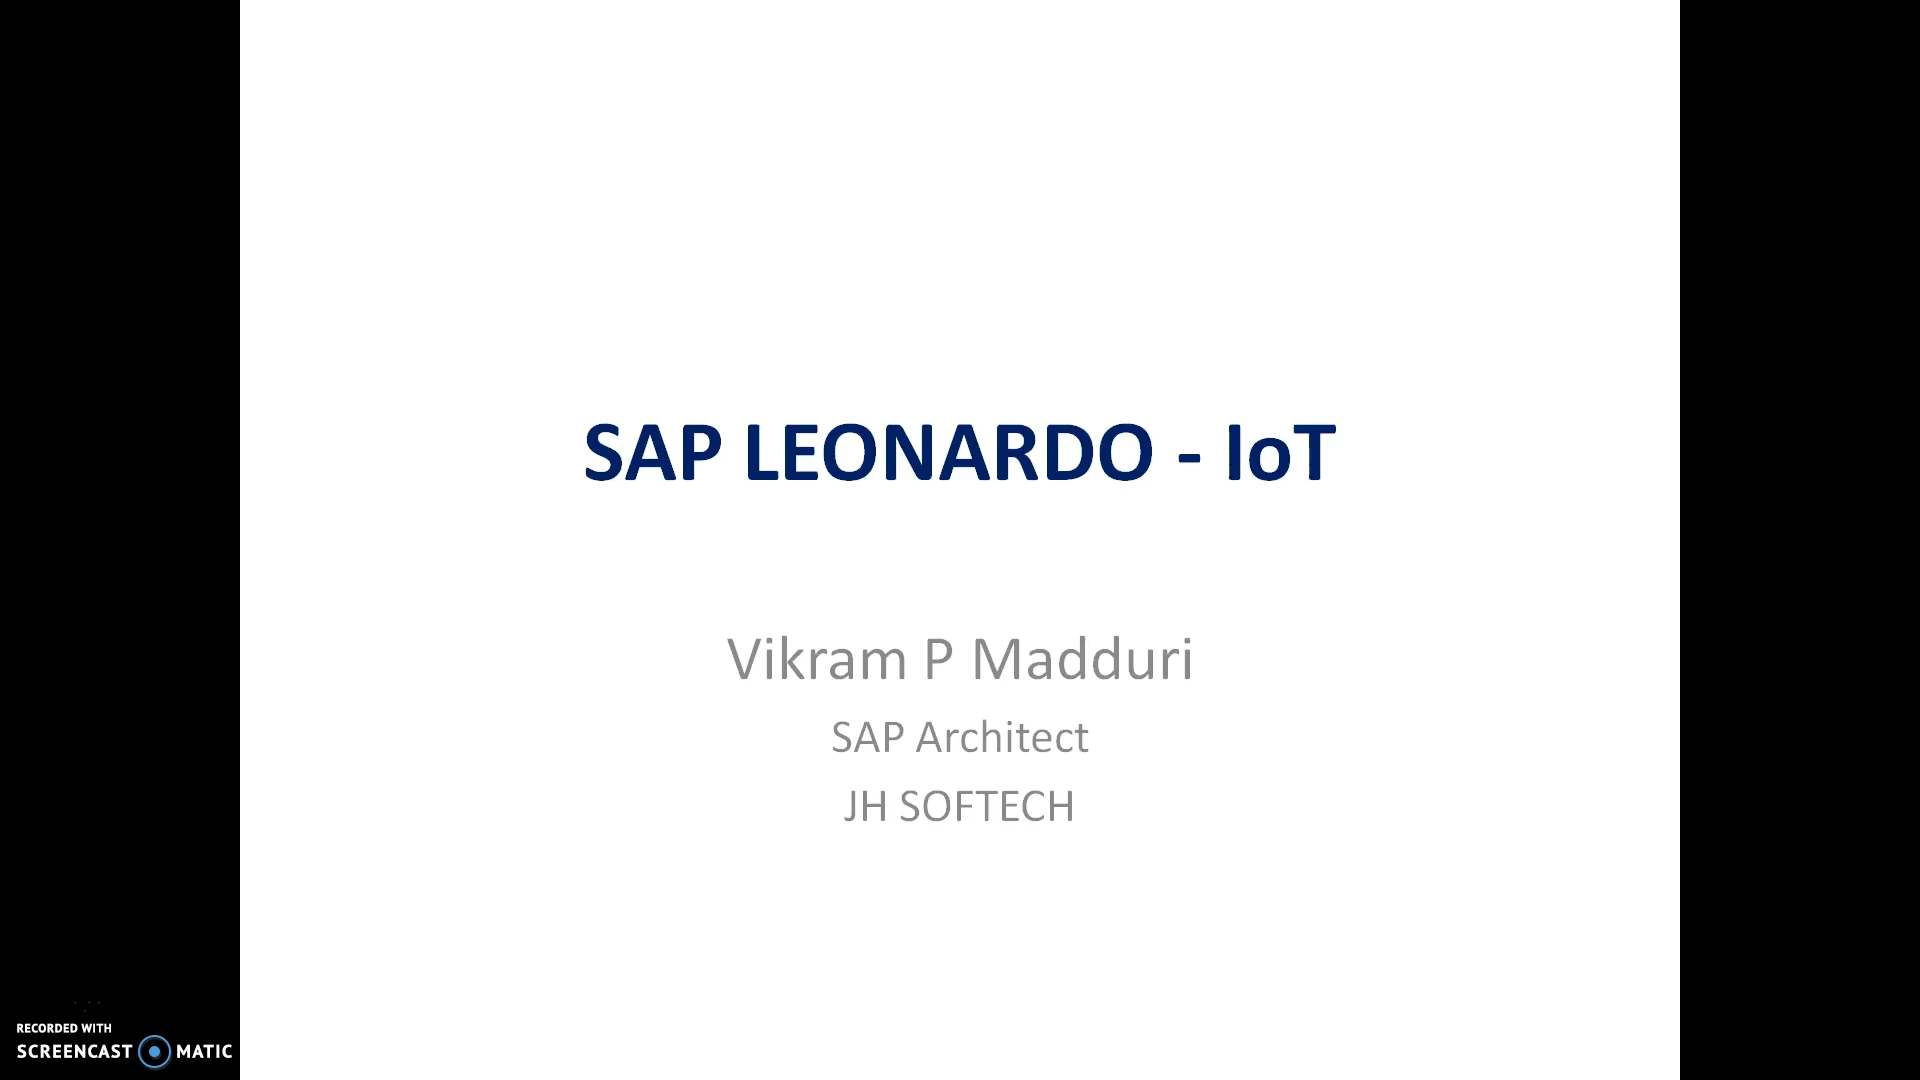 SAP LEONARDO - IoT
Vikram P Madduri
SAP Architect
JH SOFTECH
RECORDED WITH
SCREENCAST MATIC